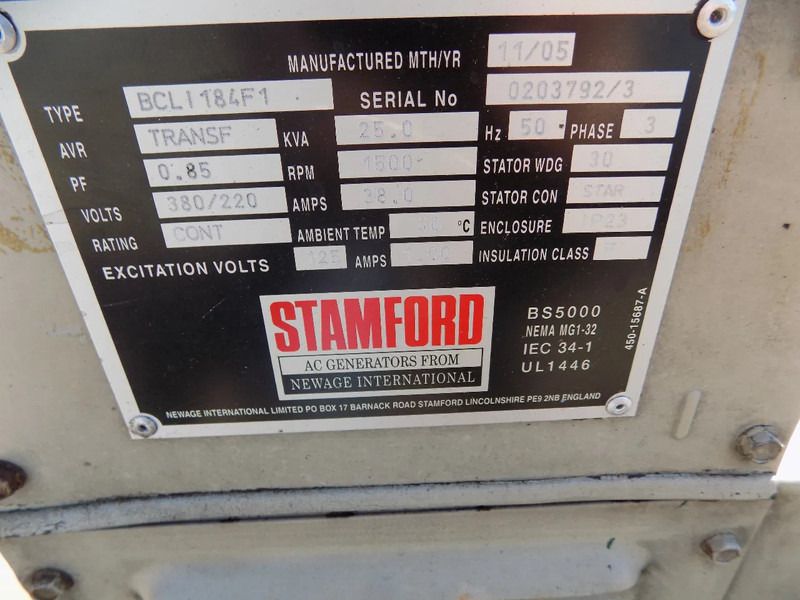 MANUFACTURED MTH/YR 11/05
TYPE BCLI184F1 SERIAL No 0203792/3
AVR TRANSF KVA 25.0 Hz 50 PHASE 3
PF 0.85 RPM 1500 STATOR WDG 30
VOLTS 380/220 AMPS 38.0 STATOR CON STAR
RATING CONT AMBIENT TEMP °C ENCLOSURE IP23
EXCITATION VOLTS 125 AMPS INSULATION CLASS
STAMFORD
AC GENERATORS FROM
NEWAGE INTERNATIONAL
BS5000
NEMA MG1-32
IEC 34-1
UL1446
450-15687-A
NEWAGE INTERNATIONAL LIMITED PO BOX 17 BARNACK ROAD STAMFORD LINCOLNSHIRE PE9 2NB ENGLAND